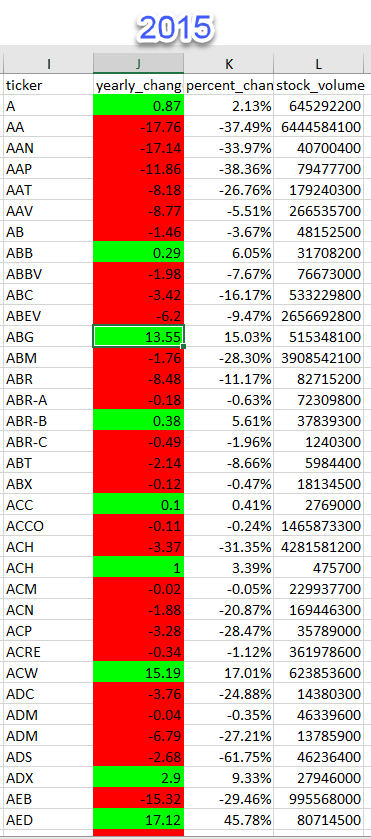 2015
I J K L
ticker yearly_chang percent_chan stock_volume
A 0.87 2.13% 645292200
AA -17.76 -37.49% 6444584100
AAN -17.14 -33.97% 40700400
AAP -11.86 -38.36% 79477700
AAT -8.18 -26.76% 179240300
AAV -8.77 -5.51% 266535700
AB -1.46 -3.67% 48152500
ABB 0.29 6.05% 31708200
ABBV -1.98 -7.67% 76673000
ABC -3.42 -16.17% 533229800
ABEV -6.2 -9.47% 2656692800
ABG 13.55 15.03% 515348100
ABM -1.76 -28.30% 3908542100
ABR -8.48 -11.17% 82715200
ABR-A -0.18 -0.63% 72309800
ABR-B 0.38 5.61% 37839300
ABR-C -0.49 -1.96% 1240300
ABT -2.14 -8.66% 5984400
ABX -0.12 -0.47% 18134500
ACC 0.1 0.41% 2769000
ACCO -0.11 -0.24% 1465873300
ACH -3.37 -31.35% 4281581200
ACH 1 3.39% 475700
ACM -0.02 -0.05% 229937700
ACN -1.88 -20.87% 169446300
ACP -3.28 -28.47% 35789000
ACRE -0.34 -1.12% 361978600
ACW 15.19 17.01% 623853600
ADC -3.76 -24.88% 14380300
ADM -0.04 -0.35% 46339600
ADM -6.79 -27.21% 13785900
ADS -2.68 -61.75% 46236400
ADX 2.9 9.33% 27946000
AEB -15.32 -29.46% 995568000
AED 17.12 45.78% 80714500